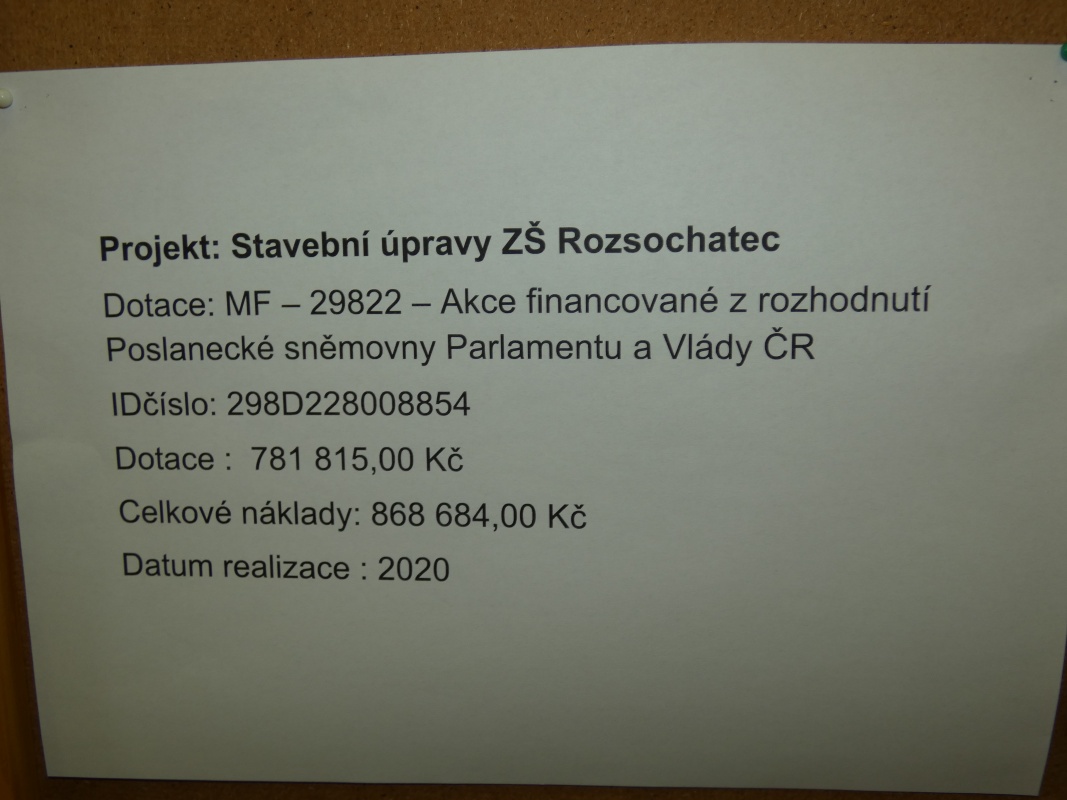 Projekt: Stavební úpravy ZŠ Rozsochatec
Dotace: MF – 29822 – Akce financované z rozhodnutí
Poslanecké sněmovny Parlamentu a Vlády ČR
IDčíslo: 298D228008854
Dotace :  781 815,00 Kč
Celkové náklady: 868 684,00 Kč
Datum realizace : 2020